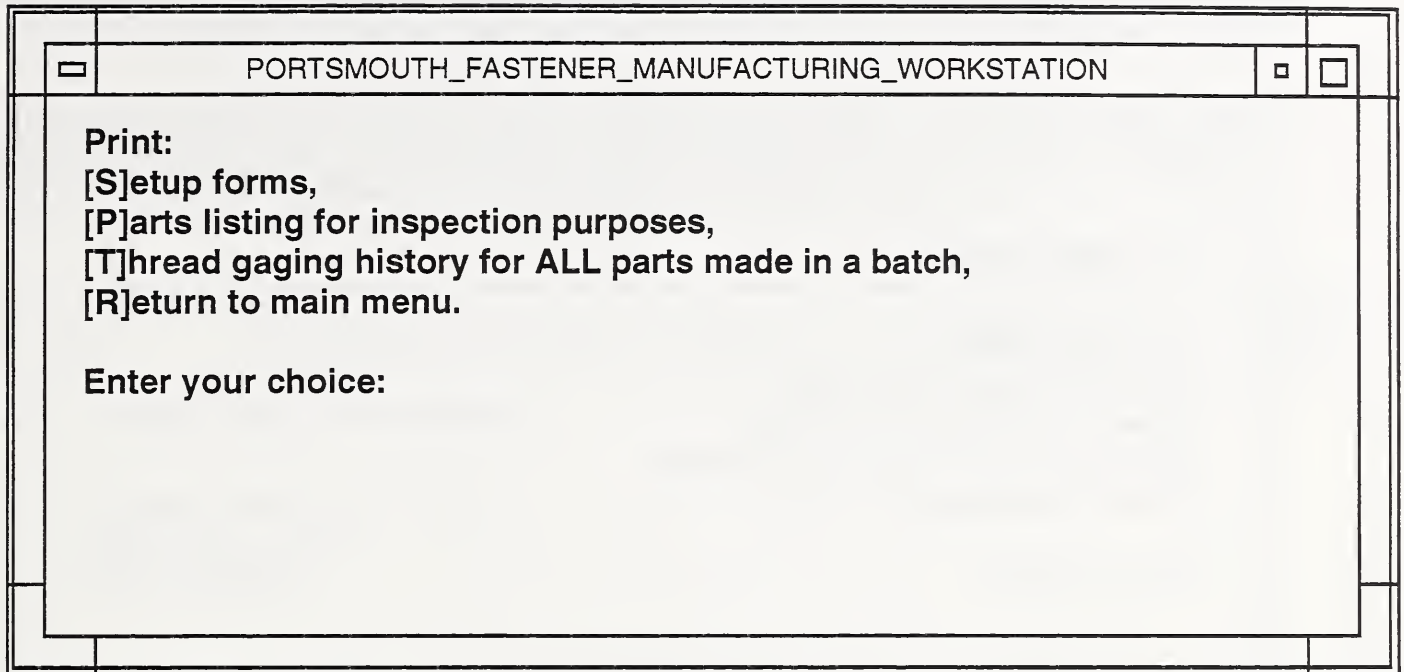 PORTSMOUTH_FASTENER_MANUFACTURING_WORKSTATION
Print:
[S]etup forms,
[P]arts listing for inspection purposes,
[T]hread gaging history for ALL parts made in a batch,
[R]eturn to main menu.
Enter your choice: